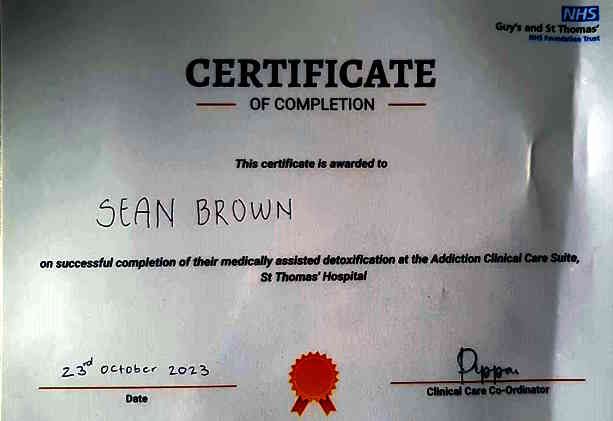 NHS
Guy's and St Thomas'
NHS Foundation Trust
CERTIFICATE
OF COMPLETION
This certificate is awarded to
SEAN BROWN
on successful completion of their medically assisted detoxification at the Addiction Clinical Care Suite,
St Thomas' Hospital
23rd October 2023
Pippa
Date
Clinical Care Co-Ordinator